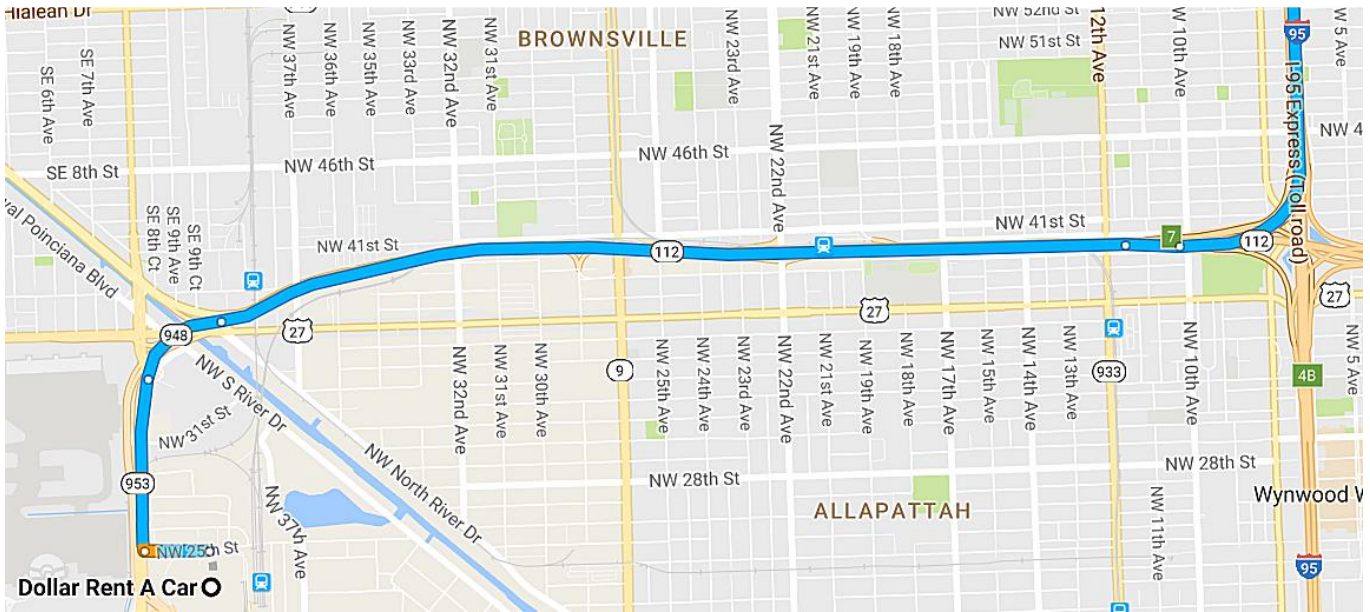 Hialean Dr
SE 6th Ave
SE 7th Ave
NW 37th Ave
NW 36th Ave
NW 35th Ave
NW 33rd Ave
NW 32nd Ave
NW 31st Ave
BROWNSVILLE
NW 23rd Ave
NW 21st Ave
NW 19th Ave
NW 18th Ave
NW 52nd St
NW 51st St
12th Ave
W 10th Ave
95
W 5 Ave
I-95 Express (Toll road)
NW 4
SE 8th St
NW 46th St
NW 46th St
NW 22nd Ave
val Poinciana Blvd
SE 8th Ct
SE 9th Ave
SE 9th Ct
NW 41st St
112
NW 41st St
7
112
948
27
27
27
NW S River Dr
NW 32nd Ave
NW 31st Ave
NW 30th Ave
9
NW 25th Ave
NW 24th Ave
NW 23rd Ave
NW 22nd Ave
NW 21st Ave
NW 19th Ave
NW 18th Ave
NW 17th Ave
NW 15th Ave
NW 14th Ave
NW 13th Ave
933
NW 10th Ave
4B
NW 5 Ave
NW 31st St
953
NW 37th Ave
NW North River Dr
NW 28th St
NW 28th St
ALLAPATTAH
NW 11th Ave
Wynwood W
NW 25th St
95
Dollar Rent A Car